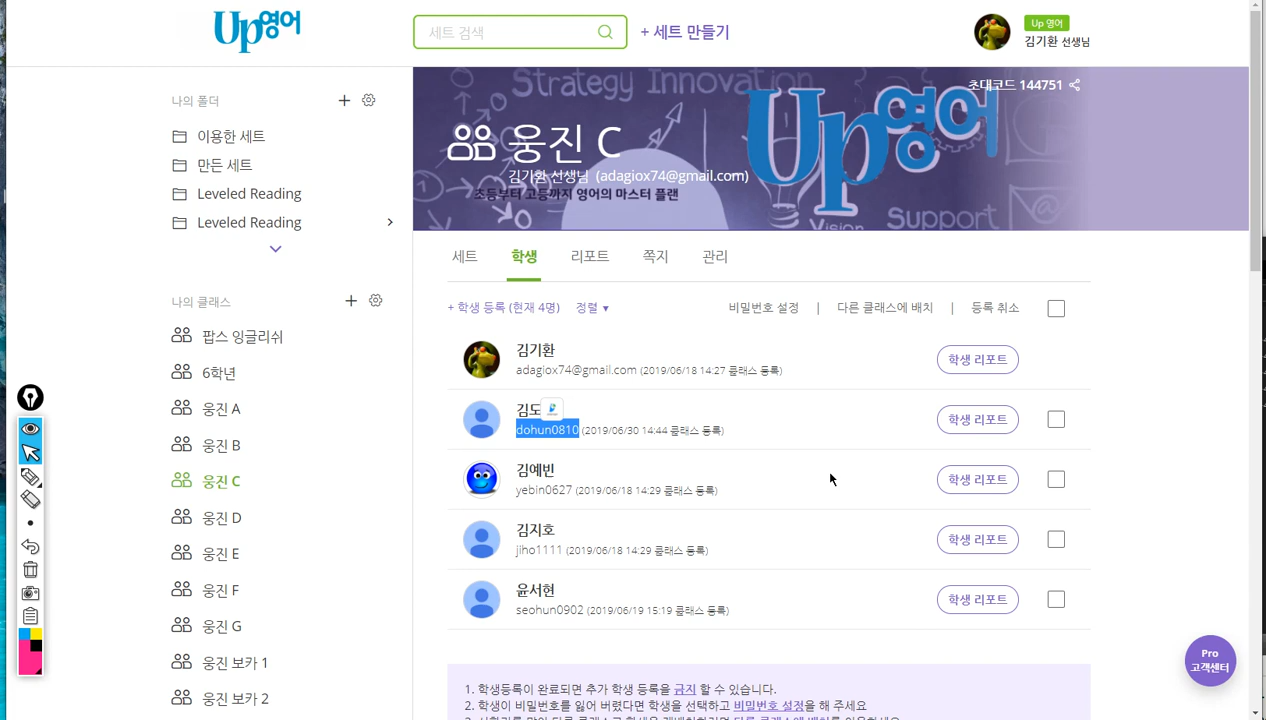 Up영어
세트 검색
+ 세트 만들기
Up 영어
김기환 선생님
나의 폴더
이용한 세트
만든 세트
Leveled Reading
Leveled Reading
나의 클래스
팝스 잉글리쉬
6학년
웅진 A
웅진 B
웅진 C
웅진 D
웅진 E
웅진 F
웅진 G
웅진 보카 1
웅진 보카 2
Strategy Innovation
초대코드 144751
Up영어
웅진 C
김기환 선생님 (adagiox74@gmail.com)
초등부터 고등까지 영어의 마스터 플랜
Vision
Support
세트 학생 리포트 쪽지 관리
+ 학생 등록 (현재 4명) 정렬 ▼ 비밀번호 설정 | 다른 클래스에 배치 | 등록 취소
김기환
adagiox74@gmail.com (2019/06/18 14:27 클래스 등록)
학생 리포트
김도
dohun0810 (2019/06/30 14:44 클래스 등록)
학생 리포트
김예빈
yebin0627 (2019/06/18 14:29 클래스 등록)
학생 리포트
김지호
jiho1111 (2019/06/18 14:29 클래스 등록)
학생 리포트
윤서현
seohun0902 (2019/06/19 15:19 클래스 등록)
학생 리포트
1. 학생등록이 완료되면 추가 학생 등록을 금지 할 수 있습니다.
2. 학생이 비밀번호를 잃어 버렸다면 학생을 선택하고 비밀번호 설정을 해 주세요
Pro
고객센터